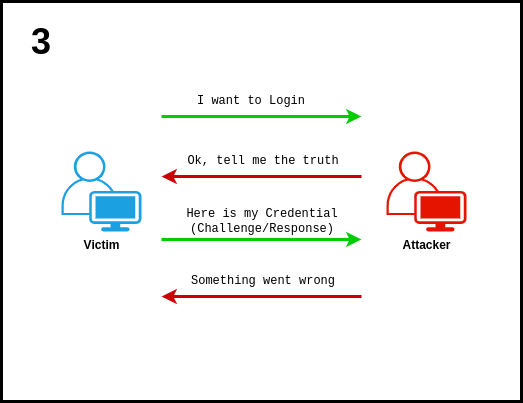 3
I want to Login
Ok, tell me the truth
Here is my Credential
(Challenge/Response)
Victim
Attacker
Something went wrong